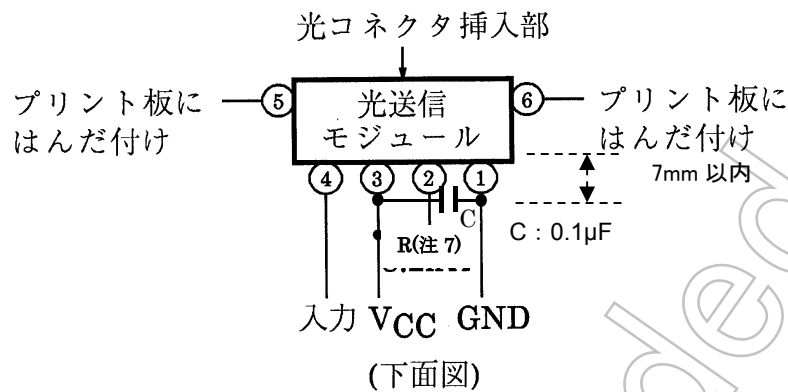 光コネクタ挿入部
プリント板に
はんだ付け
⑤
光送信
モジュール
⑥
プリント板に
はんだ付け
7mm 以内
④ ③ ② ①
C
C：0.1μF
R(注 7)
入力 VCC GND
(下面図)